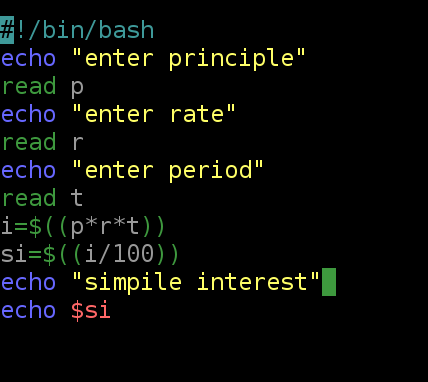 #!/bin/bash
echo "enter principle"
read p
echo "enter rate"
read r
echo "enter period"
read t
i=$((p*r*t))
si=$((i/100))
echo "simpile interest"
echo $si